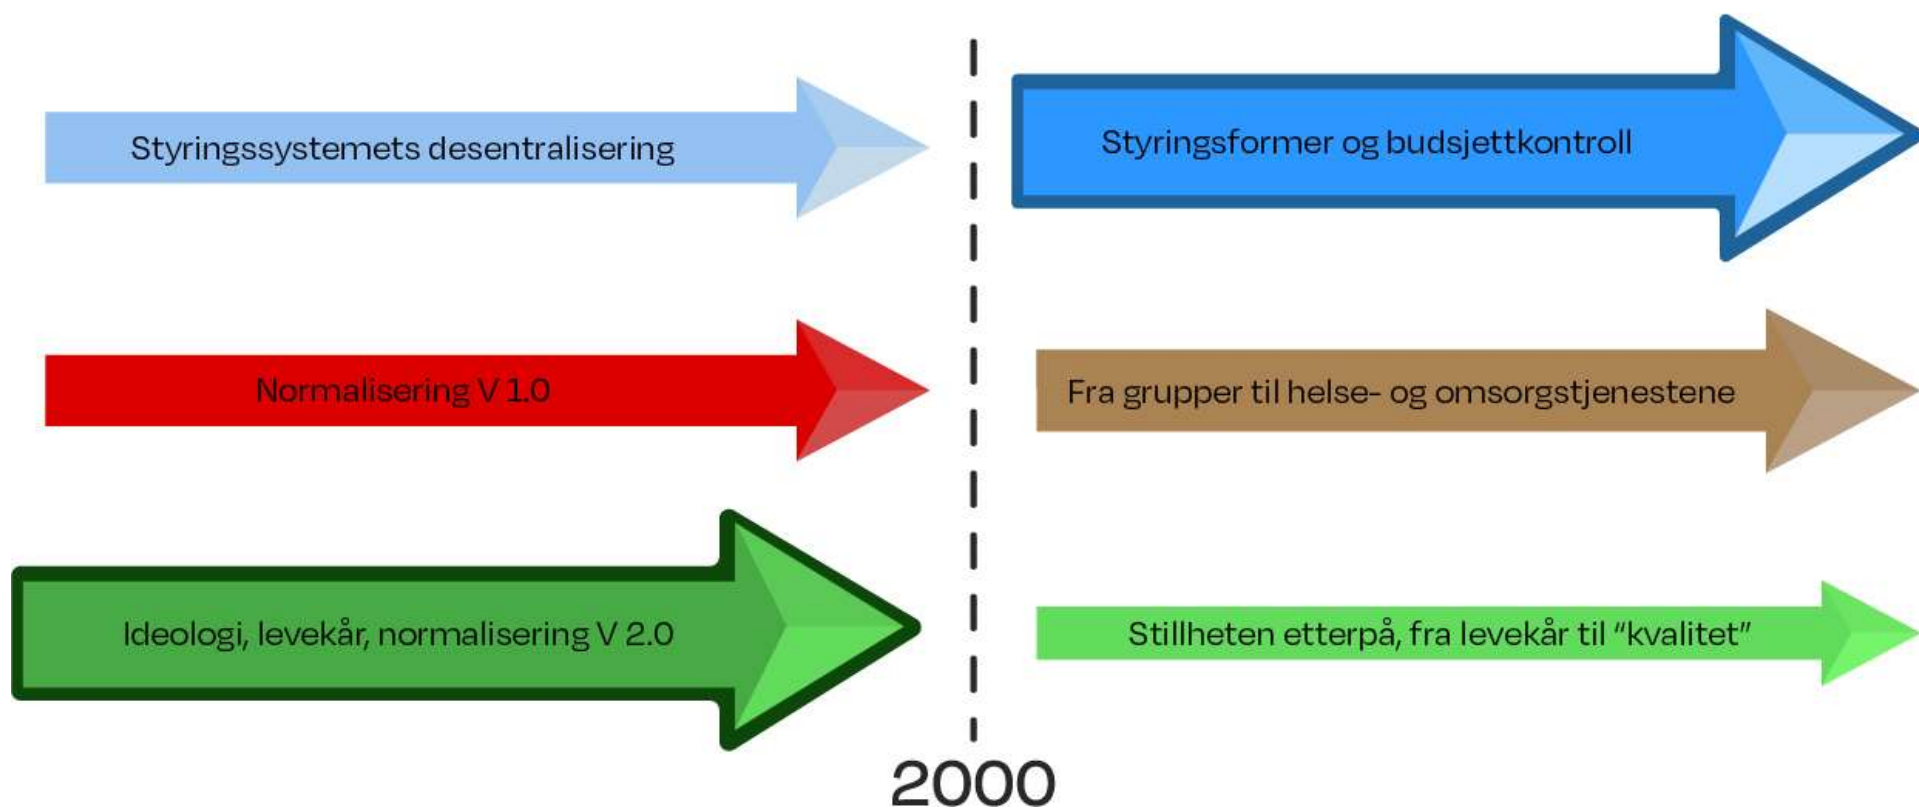 Styringssystemets desentralisering
Styringsformer og budsjettkontroll
Normalisering V 1.0
Fra grupper til helse- og omsorgstjenestene
Ideologi, levekår, normalisering V 2.0
Stillheten etterpå, fra levekår til “kvalitet”
2000